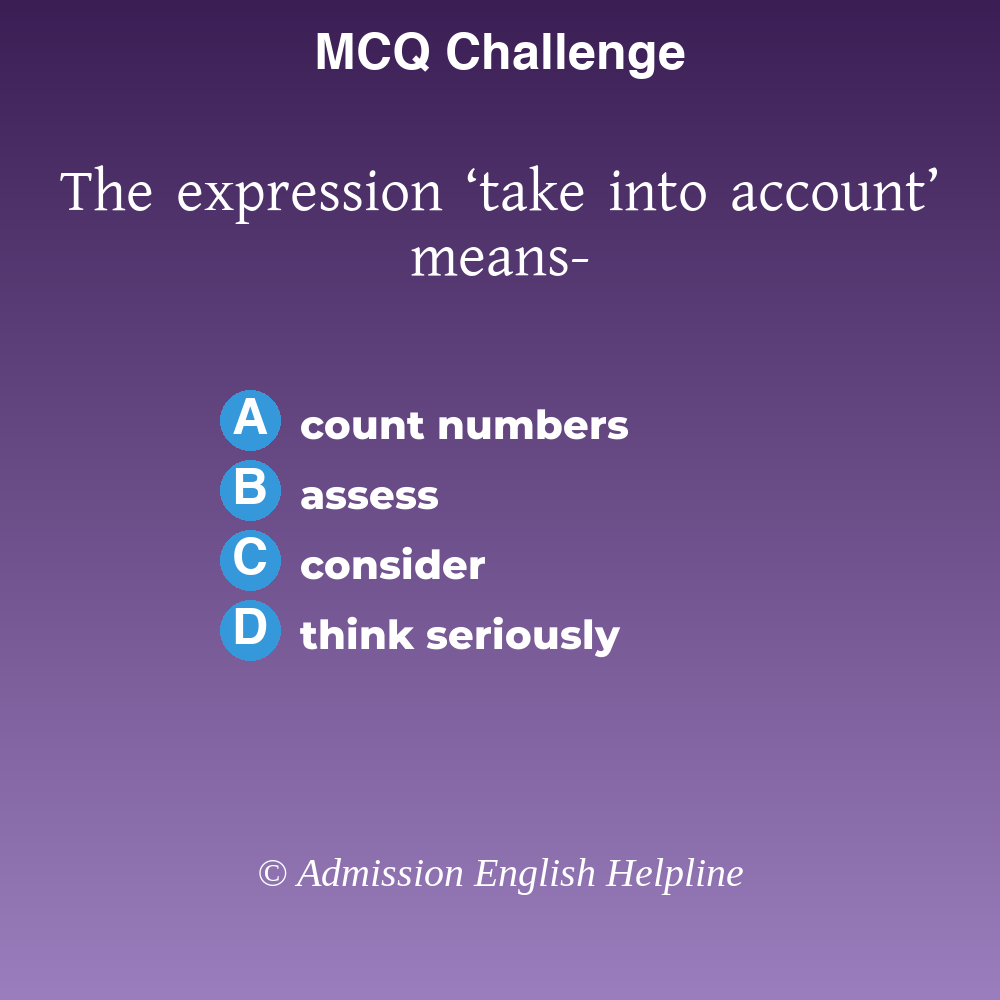 MCQ Challenge
The expression ‘take into account’
means-
A count numbers
B assess
C consider
D think seriously
© Admission English Helpline